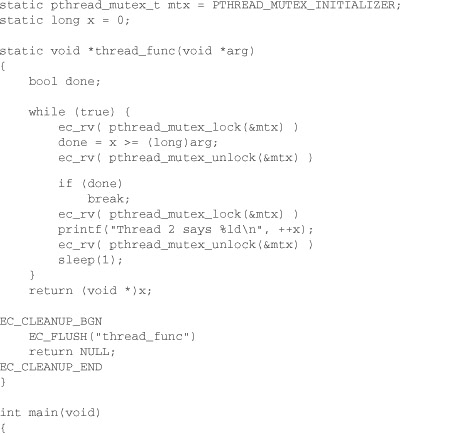 static pthread_mutex_t mtx = PTHREAD_MUTEX_INITIALIZER;
static long x = 0;
static void *thread_func(void *arg)
{
    bool done;
    while (true) {
        ec_rv( pthread_mutex_lock(&mtx) )
        done = x >= (long)arg;
        ec_rv( pthread_mutex_unlock(&mtx) )
        if (done)
            break;
        ec_rv( pthread_mutex_lock(&mtx) )
        printf("Thread 2 says %ld\n", ++x);
        ec_rv( pthread_mutex_unlock(&mtx) )
        sleep(1);
    }
    return (void *)x;
EC_CLEANUP_BGN
    EC_FLUSH("thread_func")
    return NULL;
EC_CLEANUP_END
}
int main(void)
{